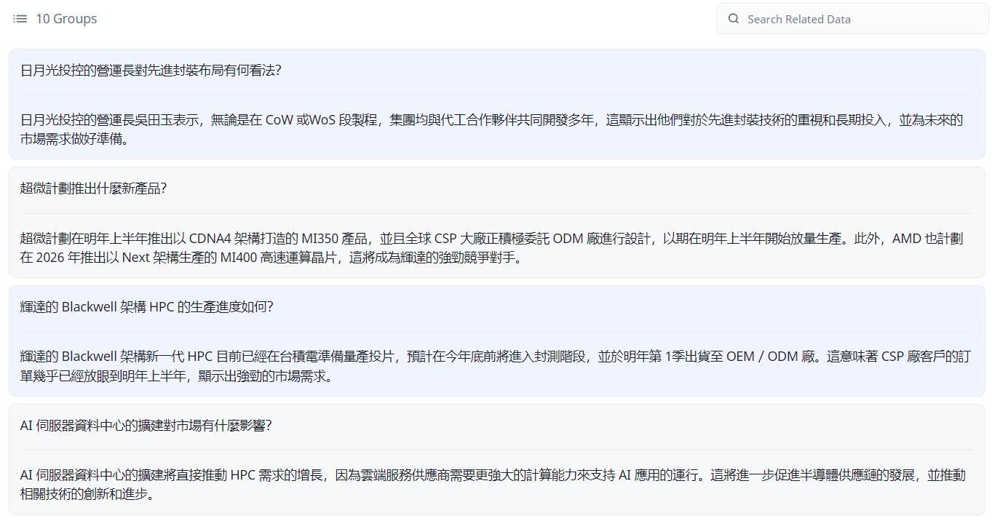 10 Groups
Search Related Data
日月光投控的營運長對先進封裝布局有何看法?
日月光投控的營運長吳田玉表示，無論是在 CoW 或WoS 段製程，集團均與代工合作夥伴共同開發多年，這顯示出他們對於先進封裝技術的重視和長期投入，並為未來的
市場需求做好準備。
超微計劃推出什麼新產品?
超微計劃在明年上半年推出以 CDNA4 架構打造的 MI350 產品，並且全球 CSP 大廠正積極委託 ODM 廠進行設計，以期在明年上半年開始放量生產。此外，AMD 也計劃
在 2026 年推出以 Next 架構生產的 MI400 高速運算晶片，這將成為輝達的強勁競爭對手。
輝達的 Blackwell 架構 HPC 的生產進度如何?
輝達的 Blackwell 架構新一代 HPC 目前已經在台積電準備量產投片，預計在今年底前將進入封測階段，並於明年第 1季出貨至 OEM / ODM 廠。這意味著 CSP 廠客戶的訂
單幾乎已經放眼到明年上半年，顯示出強勁的市場需求。
AI 伺服器資料中心的擴建對市場有什麼影響?
AI 伺服器資料中心的擴建將直接推動 HPC 需求的增長，因為雲端服務供應商需要更強大的計算能力來支持 AI 應用的運行。這將進一步促進半導體供應鏈的發展，並推動
相關技術的創新和進步。